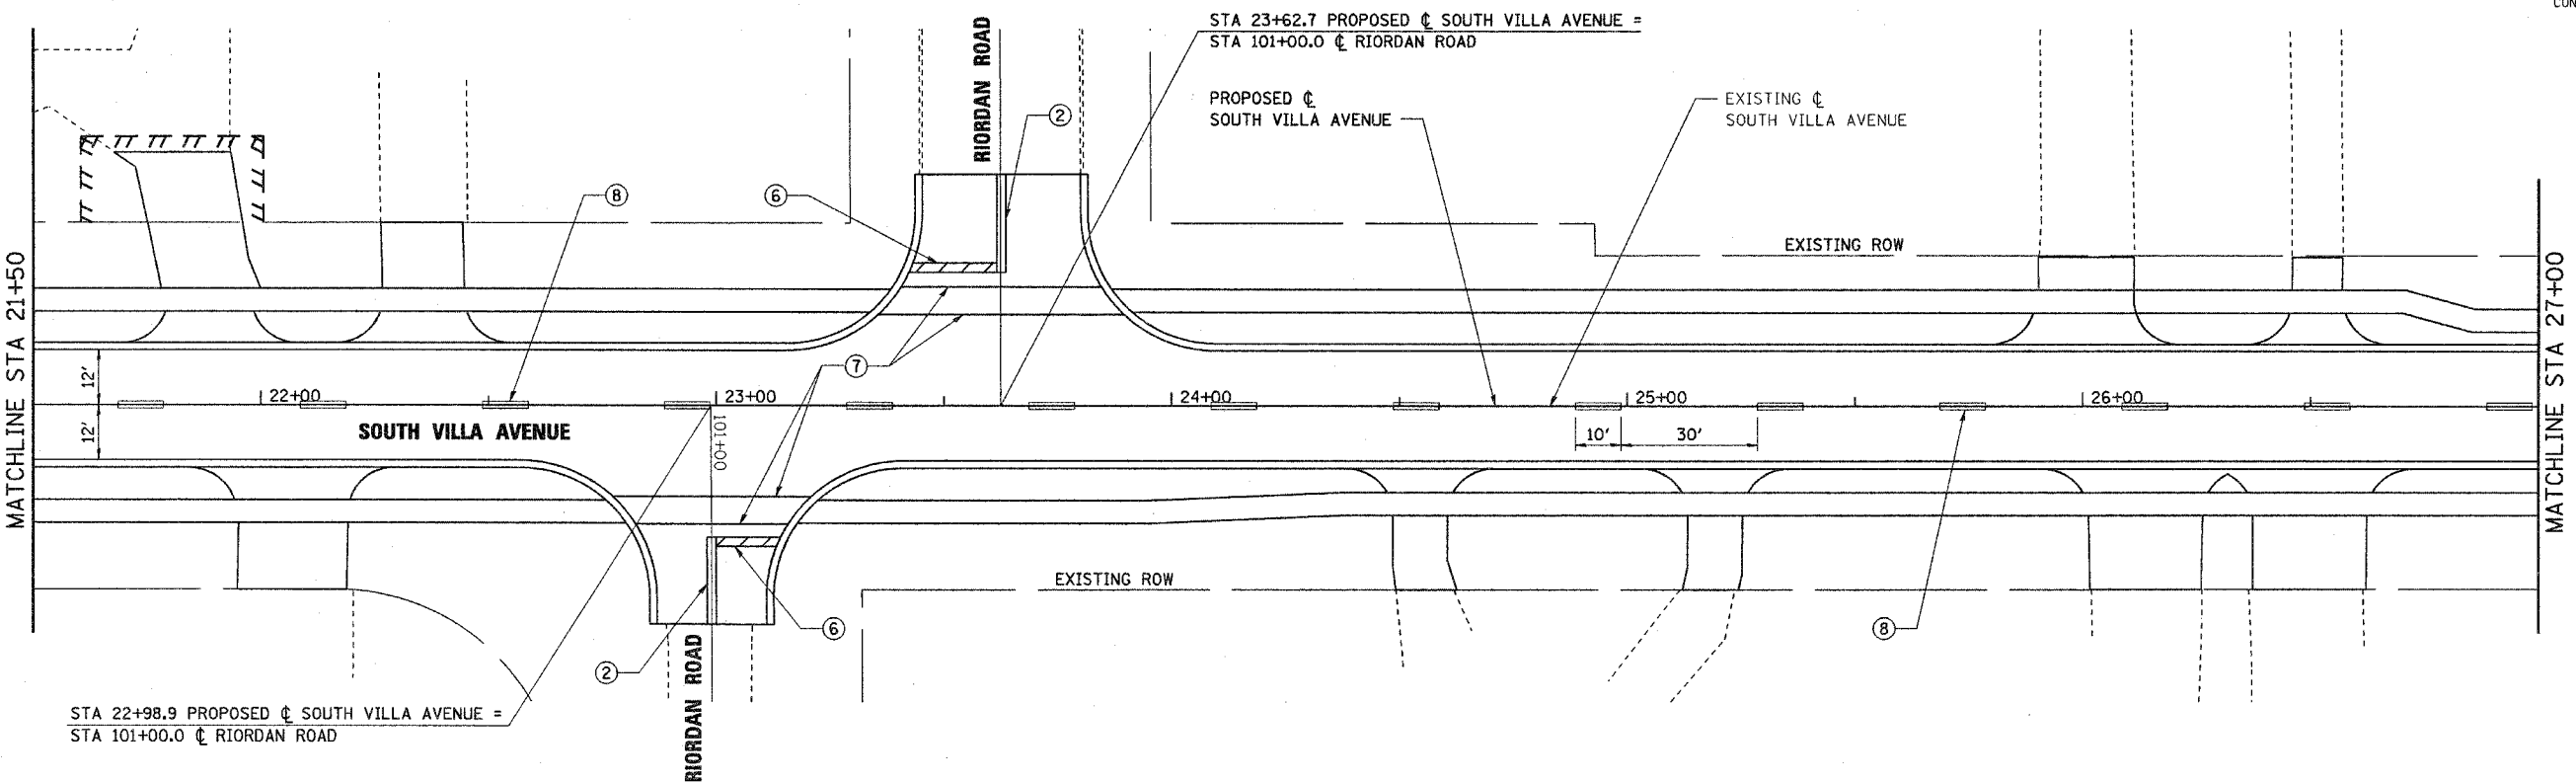 CON
STA 23+62.7 PROPOSED ℄ SOUTH VILLA AVENUE =
STA 101+00.0 ℄ RIORDAN ROAD
RIORDAN ROAD
2
PROPOSED ℄
SOUTH VILLA AVENUE
EXISTING ℄
SOUTH VILLA AVENUE
8
6
EXISTING ROW
MATCHLINE STA 21+50
MATCHLINE STA 27+00
12'
12'
7
22+00
23+00
24+00
25+00
26+00
101+00
SOUTH VILLA AVENUE
10'
30'
EXISTING ROW
6
8
2
RIORDAN ROAD
STA 22+98.9 PROPOSED ℄ SOUTH VILLA AVENUE =
STA 101+00.0 ℄ RIORDAN ROAD